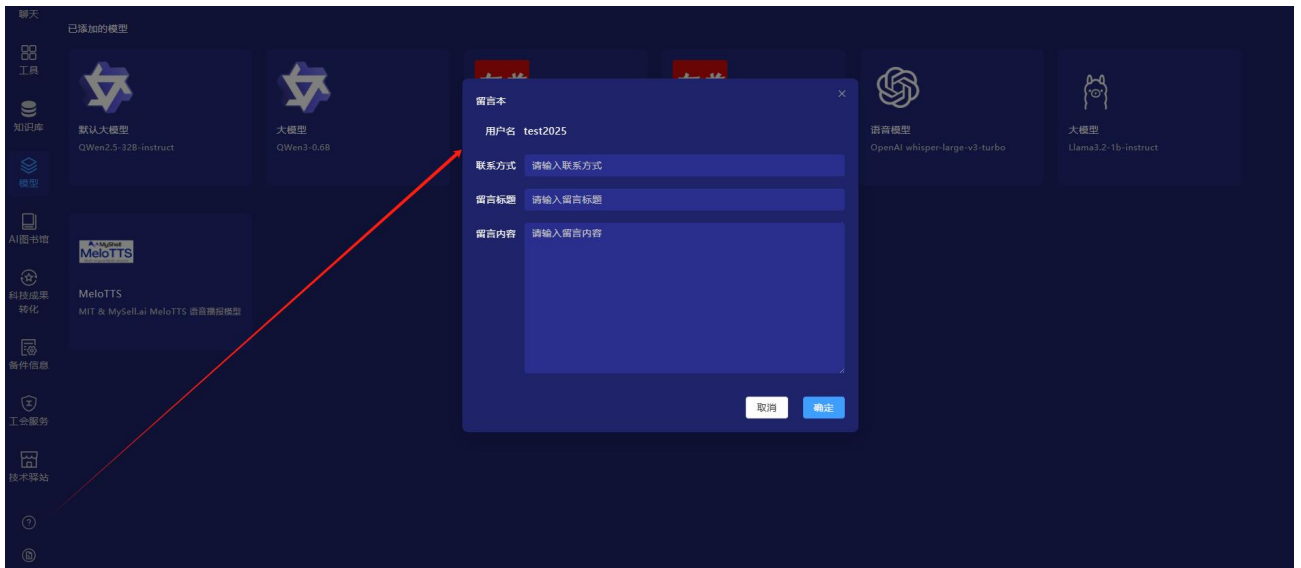 聊天
工具
知识库
模型
AI图书馆
科技成果
转化
备件信息
工会服务
技术驿站
已添加的模型
默认大模型
QWen2.5-32B-instruct
大模型
QWen3-0.6B
语音模型
OpenAI whisper-large-v3-turbo
大模型
Llama3.2-1b-instruct
MyShell
MeloTTS
MeloTTS
MIT & MySell.ai MeloTTS 语音播报模型
留言本
用户名 test2025
联系方式 请输入联系方式
留言标题 请输入留言标题
留言内容 请输入留言内容
取消 确定